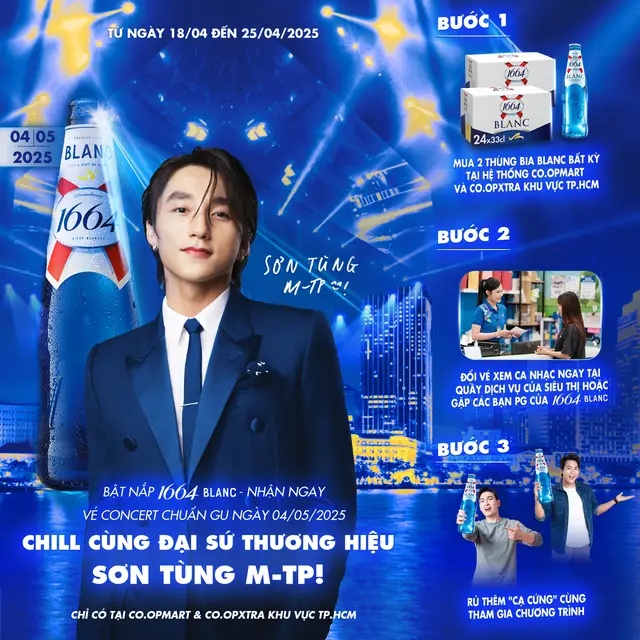 TỪ NGÀY 18/04 ĐẾN 25/04/2025
04|05
2025
BLANC
1664
SƠN TÙNG
M-TP
BẬT NẮP 1664 BLANC - NHẬN NGAY
VÉ CONCERT CHUẨN GU NGÀY 04/05/2025
CHILL CÙNG ĐẠI SỨ THƯƠNG HIỆU
SƠN TÙNG M-TP!
CHỈ CÓ TẠI CO.OPMART & CO.OPXTRA KHU VỰC TP.HCM
BƯỚC 1
1664
1664
BLANC
24x33cl
MUA 2 THÙNG BIA BLANC BẤT KỲ
TẠI HỆ THỐNG CO.OPMART
VÀ CO.OPXTRA KHU VỰC TP.HCM
BƯỚC 2
ĐỔI VÉ XEM CA NHẠC NGAY TẠI
QUẦY DỊCH VỤ CỦA SIÊU THỊ HOẶC
GẶP CÁC BẠN PG CỦA 1664 BLANC
BƯỚC 3
RỦ THÊM "CẠ CỨNG" CÙNG
THAM GIA CHƯƠNG TRÌNH